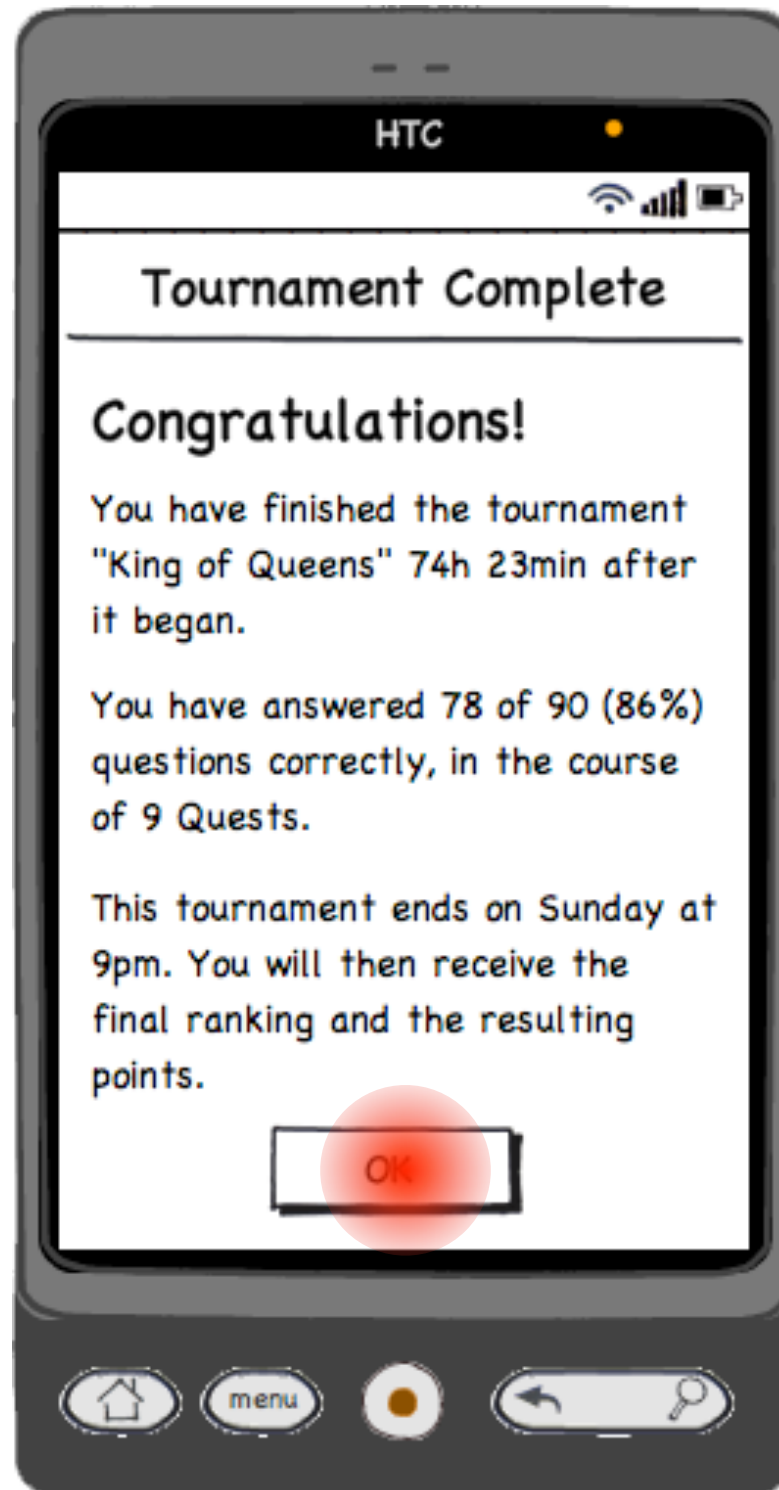 HTC
Tournament Complete
Congratulations!
You have finished the tournament
"King of Queens" 74h 23min after
it began.
You have answered 78 of 90 (86%)
questions correctly, in the course
of 9 Quests.
This tournament ends on Sunday at
9pm. You will then receive the
final ranking and the resulting
points.
OK
menu